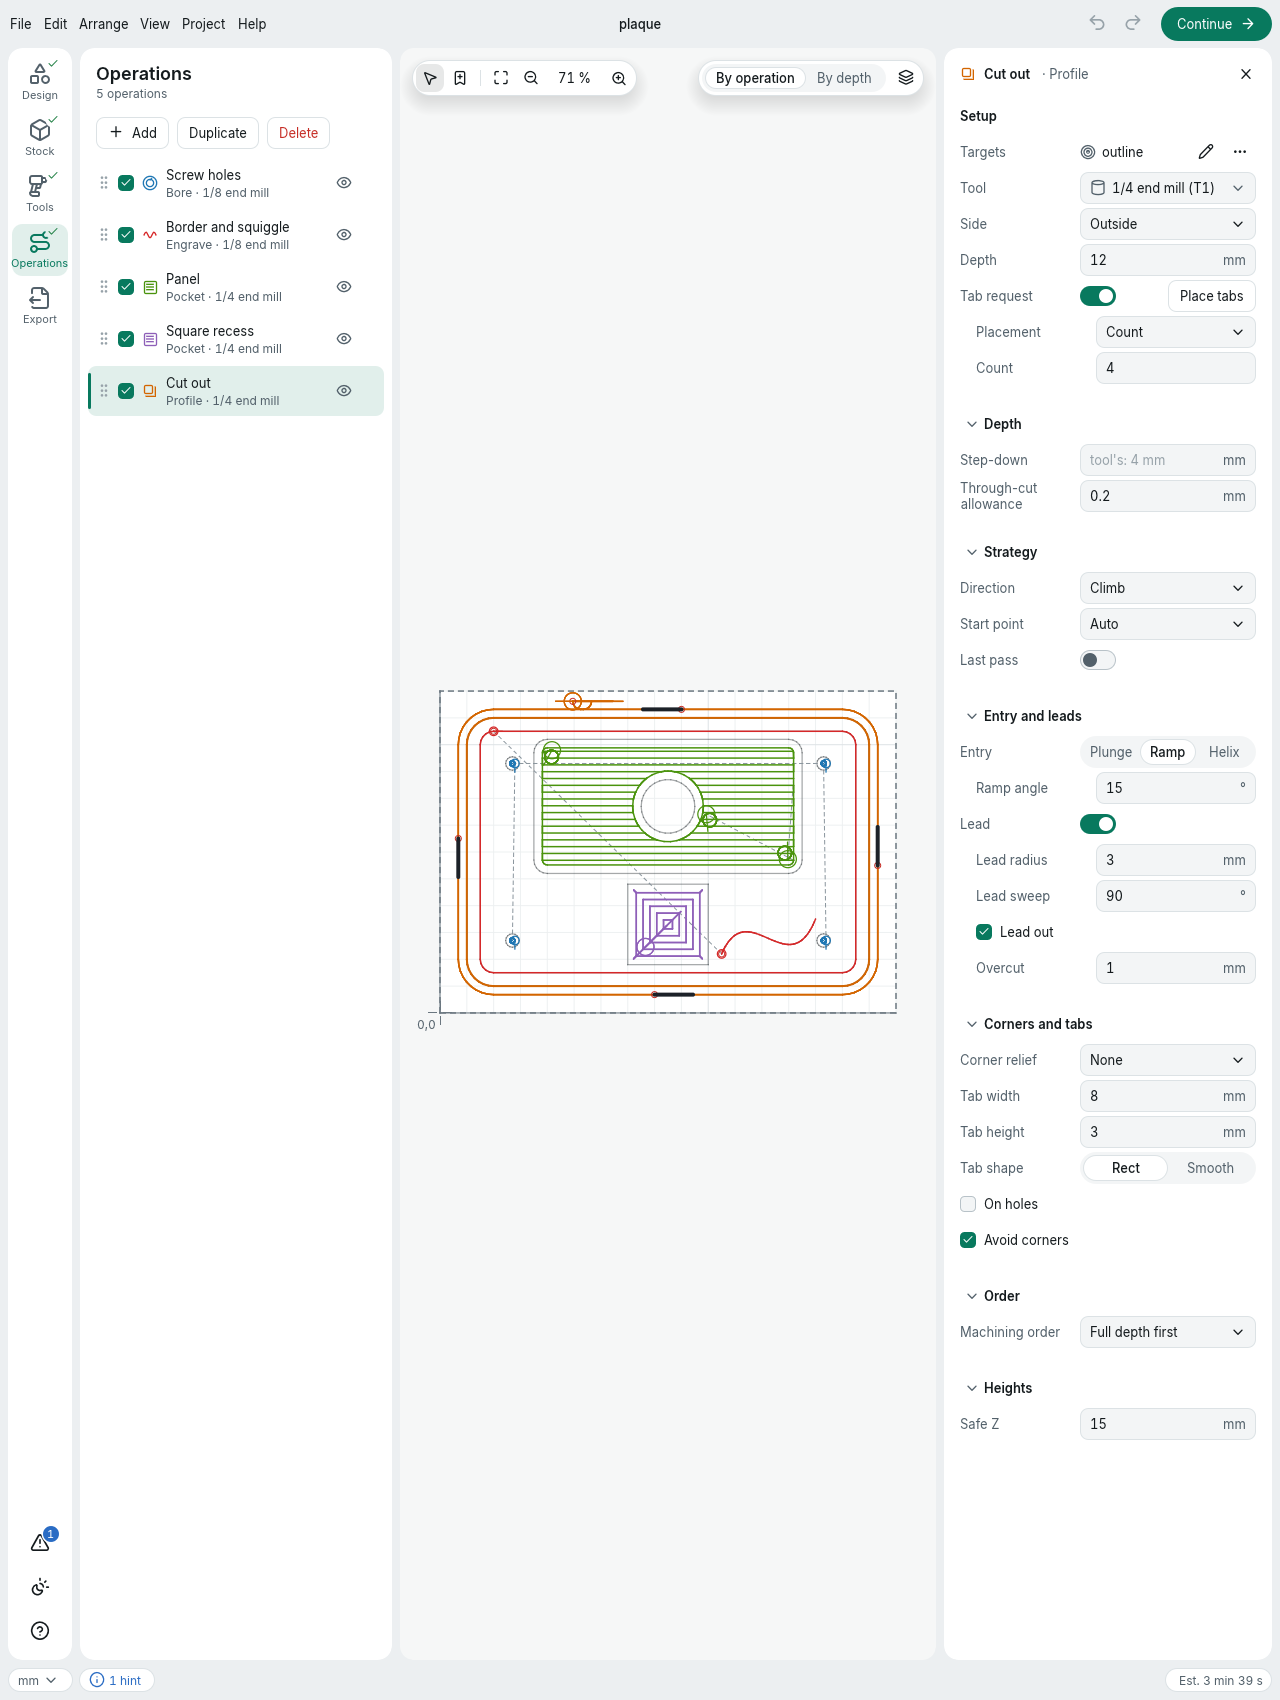 File Edit Arrange View Project Help
plaque
Continue
Design
Stock
Tools
Operations
Export
1
Operations
5 operations
Add
Duplicate
Delete
Screw holes
Bore · 1/8 end mill
Border and squiggle
Engrave · 1/8 end mill
Panel
Pocket · 1/4 end mill
Square recess
Pocket · 1/4 end mill
Cut out
Profile · 1/4 end mill
71 %
By operation
By depth
0,0
Cut out · Profile
Setup
Targets outline
Tool 1/4 end mill (T1)
Side Outside
Depth 12 mm
Tab request Place tabs
Placement Count
Count 4
Depth
Step-down tool's: 4 mm mm
Through-cut
allowance
0.2 mm
Strategy
Direction Climb
Start point Auto
Last pass
Entry and leads
Entry Plunge Ramp Helix
Ramp angle 15 °
Lead
Lead radius 3 mm
Lead sweep 90 °
Lead out
Overcut 1 mm
Corners and tabs
Corner relief None
Tab width 8 mm
Tab height 3 mm
Tab shape Rect Smooth
On holes
Avoid corners
Order
Machining order Full depth first
Heights
Safe Z 15 mm
mm
1 hint
Est. 3 min 39 s